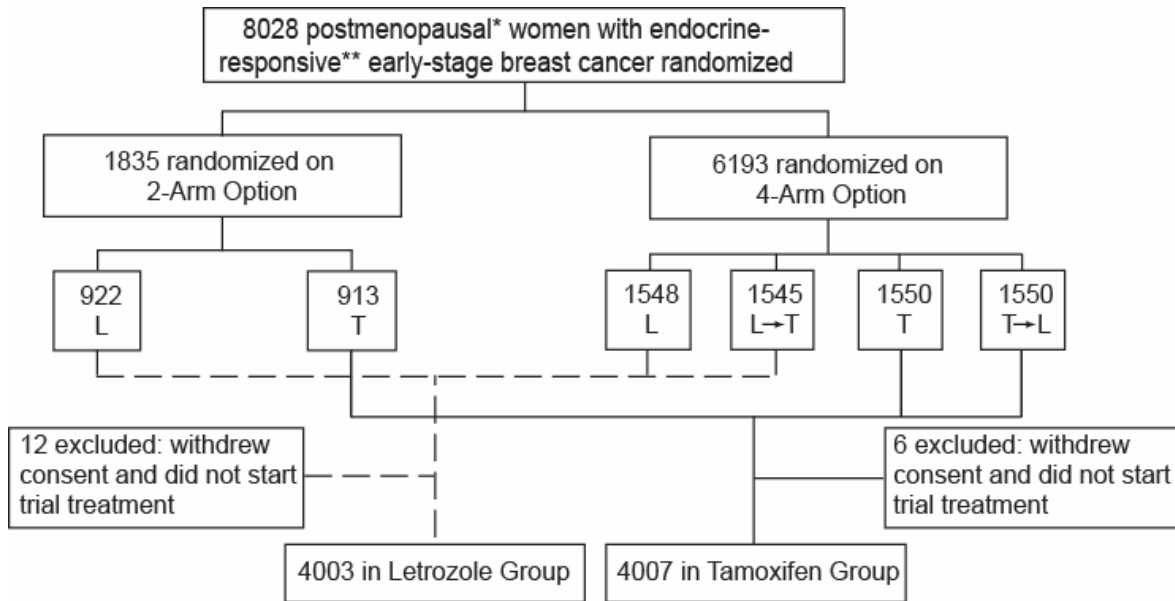 8028 postmenopausal* women with endocrine-
responsive** early-stage breast cancer randomized
1835 randomized on
2-Arm Option
6193 randomized on
4-Arm Option
922
L
913
T
1548
L
1545
L→T
1550
T
1550
T→L
12 excluded: withdrew
consent and did not start
trial treatment
6 excluded: withdrew
consent and did not start
trial treatment
4003 in Letrozole Group
4007 in Tamoxifen Group